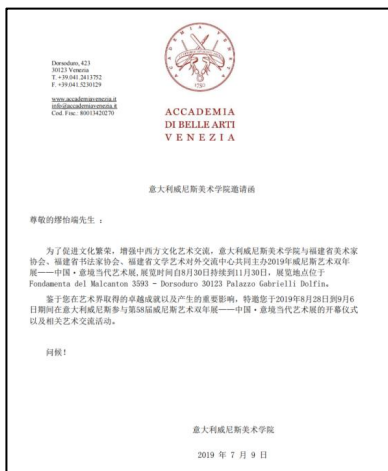 Dorsoduro, 423
30123 Venezia
T. +39.041.2413752
F. +39.041.5230129
www.accademiavenezia.it
info@accademiavenezia.it
Cod. Fisc.: 80013420270
ACCADEMIA VENETA
1750
ACCADEMIA
DI BELLE ARTI
VENEZIA
意大利威尼斯美术学院邀请函
尊敬的缪怡端先生：
为了促进文化繁荣，增强中西方文化艺术交流，意大利威尼斯美术学院与福建省美术家
协会、福建省书法家协会、福建省文学艺术对外交流中心共同主办2019年威尼斯艺术双年
展——中国·意境当代艺术展,展览时间自8月30日持续到11月30日，展览地点位于
Fondamenta del Malcanton 3593 - Dorsoduro 30123 Palazzo Gabrielli Dolfin。
鉴于您在艺术界取得的卓越成就以及产生的重要影响，特邀您于2019年8月28日到9月6
日期间在意大利威尼斯参与第58届威尼斯艺术双年展——中国·意境当代艺术展的开幕仪式
以及相关艺术交流活动。
问候！
意大利威尼斯美术学院
2019 年 7 月 9 日